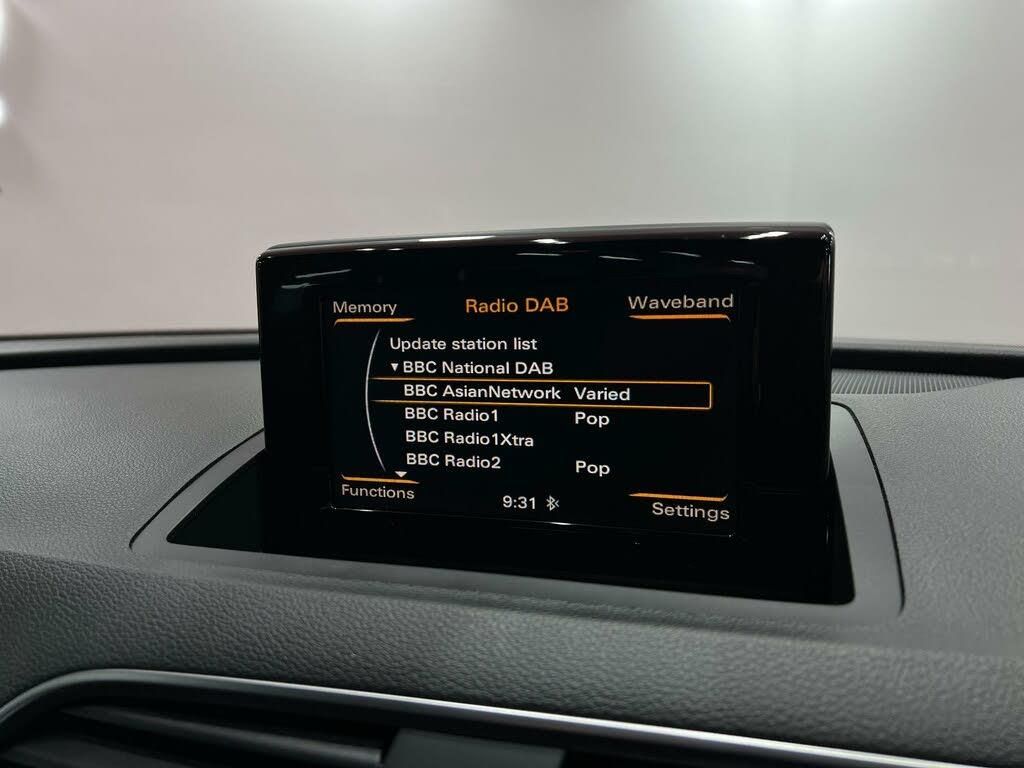 Memory Radio DAB Waveband
Update station list
▼ BBC National DAB
BBC AsianNetwork Varied
BBC Radio1 Pop
BBC Radio1Xtra
BBC Radio2 Pop
Functions 9:31 Settings